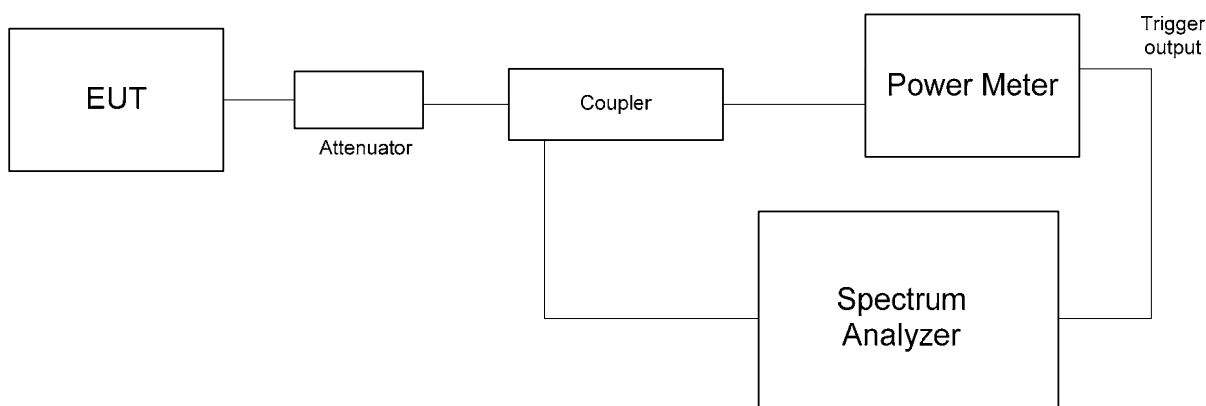 EUT
Attenuator
Coupler
Power Meter
Trigger
output
Spectrum
Analyzer